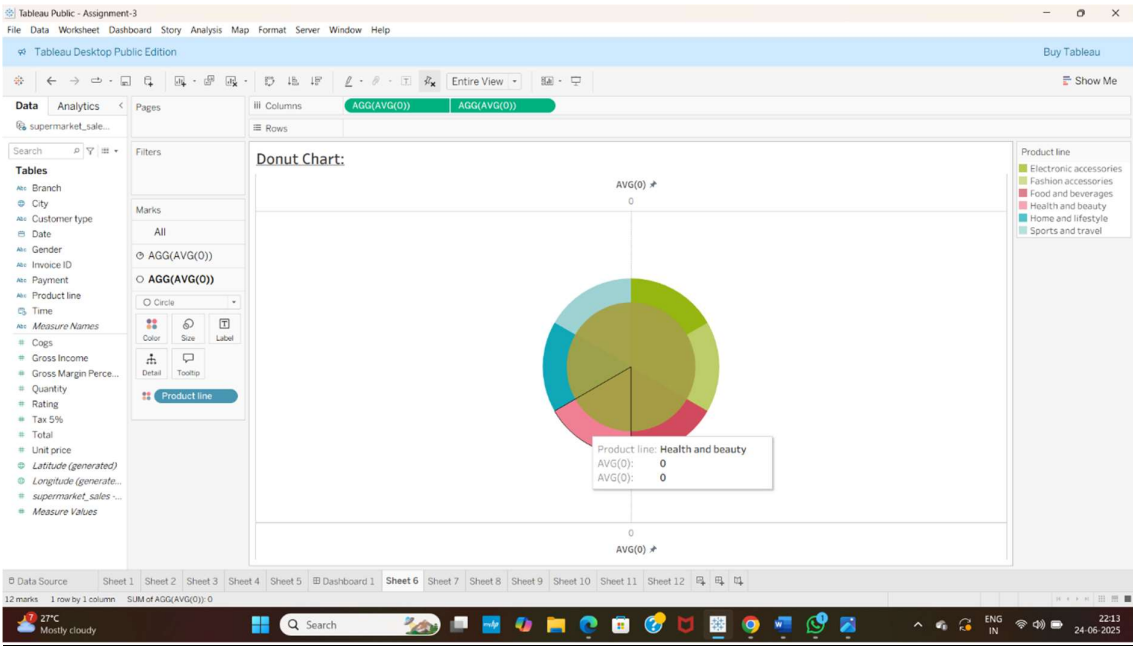 Tableau Public - Assignment-3
File Data Worksheet Dashboard Story Analysis Map Format Server Window Help
Tableau Desktop Public Edition
Buy Tableau
Entire View
Show Me
Data Analytics
supermarket_sale...
Search
Tables
Abc Branch
City
Abc Customer type
Date
Abc Gender
Abc Invoice ID
Abc Payment
Abc Product line
Time
Abc Measure Names
# Cogs
# Gross Income
# Gross Margin Perce...
# Quantity
# Rating
# Tax 5%
# Total
# Unit price
Latitude (generated)
Longitude (generate...
# supermarket_sales -...
# Measure Values
Pages
Filters
Marks
All
AGG(AVG(0))
AGG(AVG(0))
Circle
Color Size Label
Detail Tooltip
Product line
Columns AGG(AVG(0)) AGG(AVG(0))
Rows
Donut Chart:
AVG(0)
0
Product line: Health and beauty
AVG(0): 0
AVG(0): 0
0
AVG(0)
Product line
Electronic accessories
Fashion accessories
Food and beverages
Health and beauty
Home and lifestyle
Sports and travel
Data Source Sheet 1 Sheet 2 Sheet 3 Sheet 4 Sheet 5 Dashboard 1 Sheet 6 Sheet 7 Sheet 8 Sheet 9 Sheet 10 Sheet 11 Sheet 12
12 marks 1 row by 1 column SUM of AGG(AVG(0)): 0
27°C
Mostly cloudy
Search
ENG
IN
22:13
24-06-2025